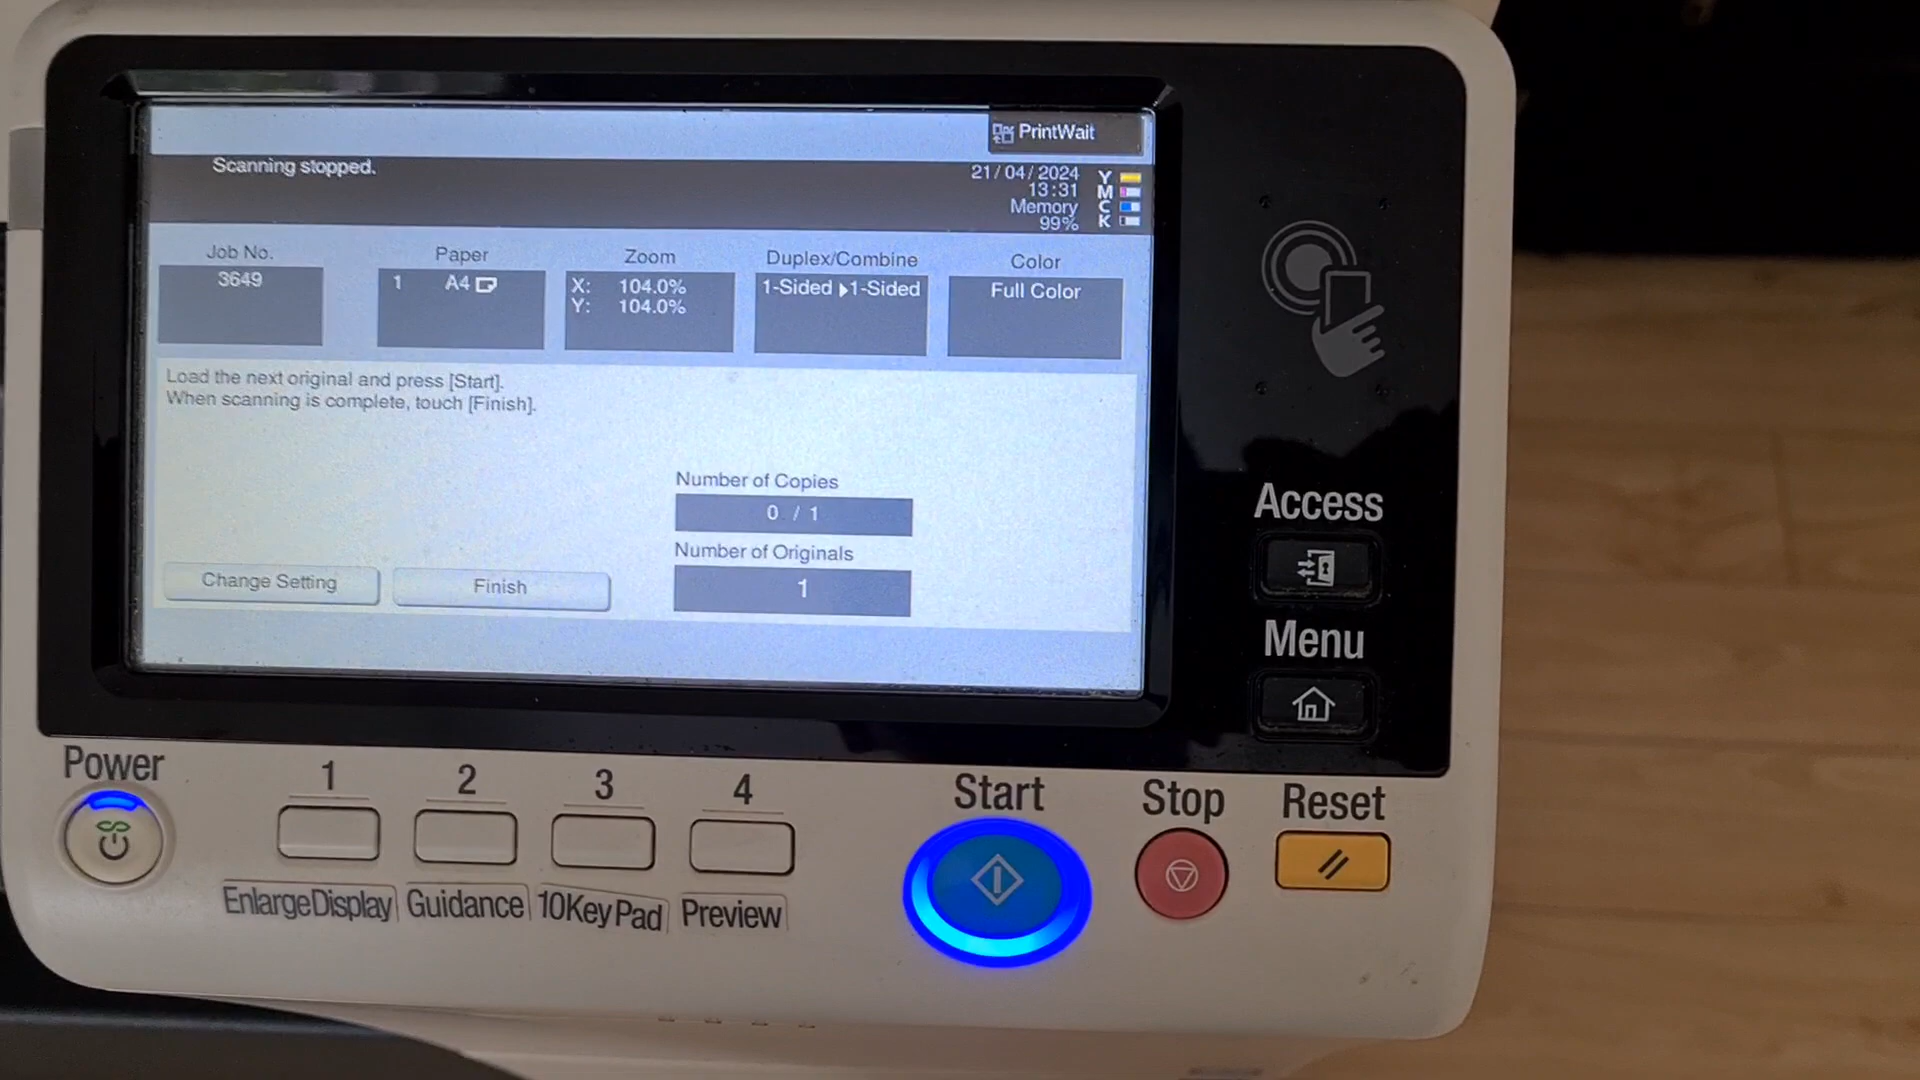 PrintWait
Scanning stopped.
21/04/2024
13:31
Memory
99%
Y
M
C
K
Job No.
3649
Paper
1 A4
Zoom
X: 104.0%
Y: 104.0%
Duplex/Combine
1-Sided ▶1-Sided
Color
Full Color
Load the next original and press [Start].
When scanning is complete, touch [Finish].
Number of Copies
0 / 1
Number of Originals
1
Change Setting
Finish
Access
Menu
Power
1
2
3
4
Start
Stop
Reset
EnlargeDisplay
Guidance
10KeyPad
Preview